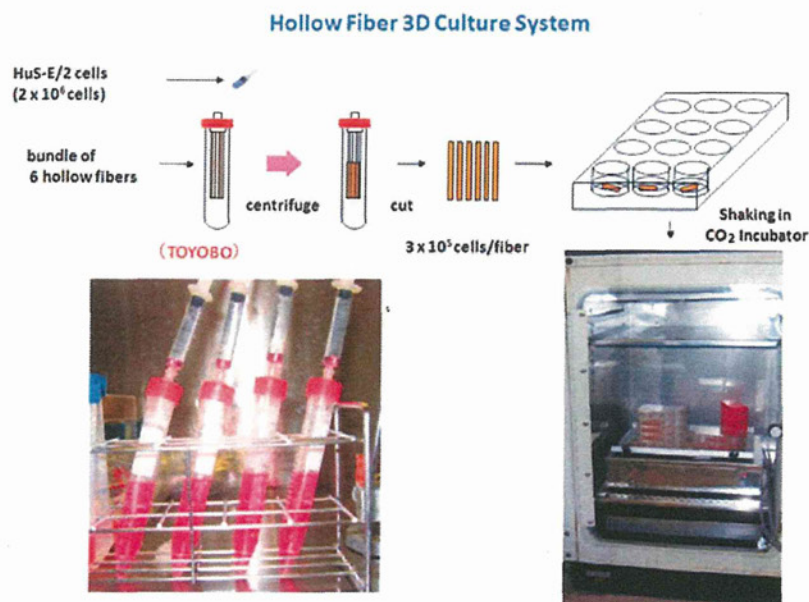 Hollow Fiber 3D Culture System
HuS-E/2 cells
(2 x 10⁶ cells)
bundle of
6 hollow fibers
centrifuge
cut
(TOYOBO)
3 x 10⁵ cells/fiber
Shaking in
CO₂ Incubator